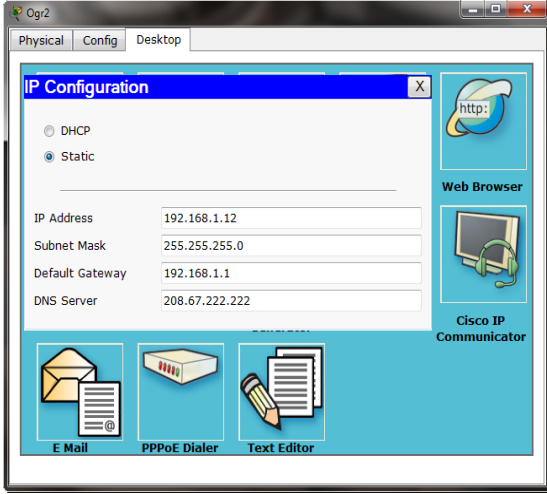 Ogr2
Physical Config Desktop
IP Configuration X
DHCP
Static
IP Address 192.168.1.12
Subnet Mask 255.255.255.0
Default Gateway 192.168.1.1
DNS Server 208.67.222.222
http:
Web Browser
Cisco IP
Communicator
@
E Mail PPPoE Dialer Text Editor